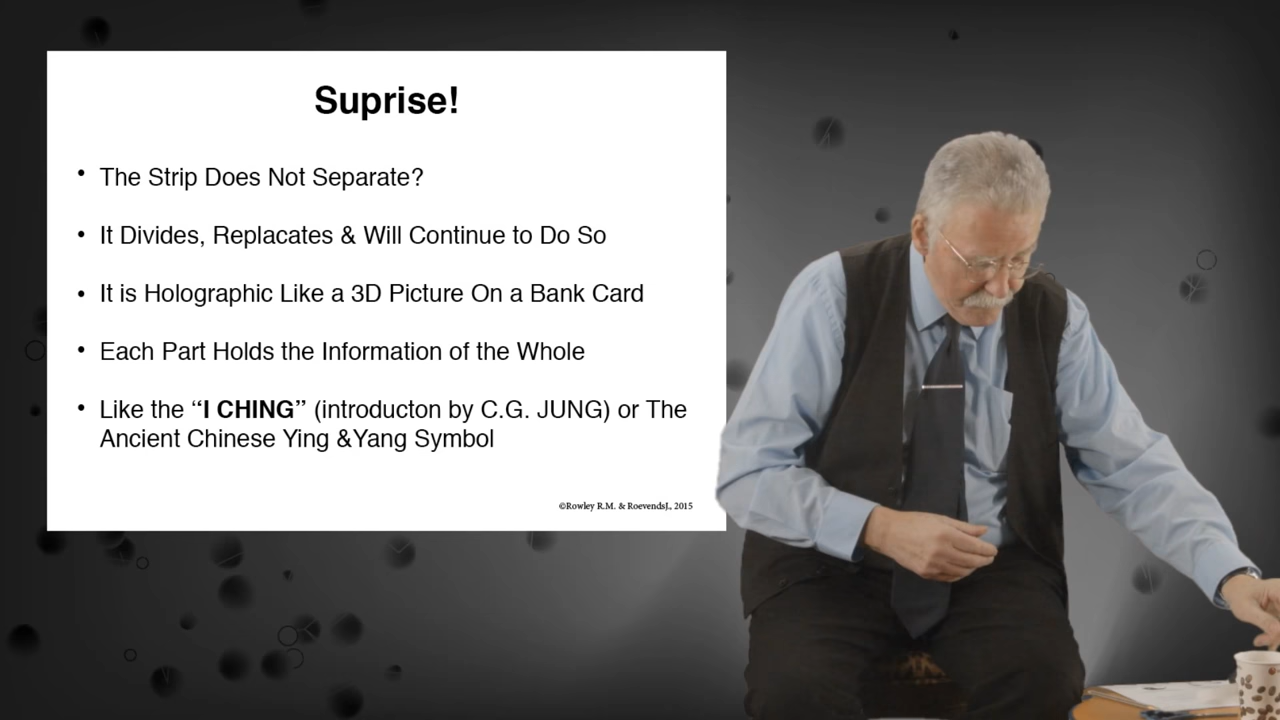 Suprise!
• The Strip Does Not Separate?
• It Divides, Replacates & Will Continue to Do So
• It is Holographic Like a 3D Picture On a Bank Card
• Each Part Holds the Information of the Whole
• Like the “I CHING” (introducton by C.G. JUNG) or The
Ancient Chinese Ying &Yang Symbol
©Rowley R.M. & RoevendsJ., 2015